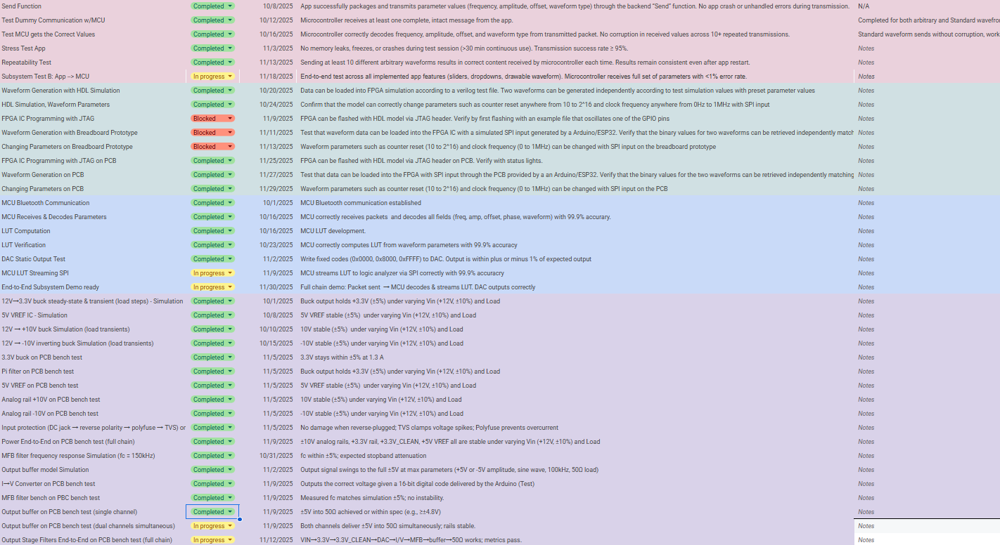 Send Function Completed 10/8/2025 App successfully packages and transmits parameter values (frequency, amplitude, offset, waveform type) through the backend “Send” function. No app crash or unhandled errors during transmission. N/A
Test Dummy Communication w/MCU Completed 10/12/2025 Microcontroller receives at least one complete, intact message from the app. Completed for both arbitrary and Standard wavefor
Test MCU gets the Correct Values Completed 10/16/2025 Microcontroller correctly decodes frequency, amplitude, offset, and waveform type from transmitted packet. No corruption in received values across 10+ repeated transmissions. Standard waveform sends without corruption, work
Stress Test App Completed 11/3/2025 No memory leaks, freezes, or crashes during test session (>30 min continuous use). Transmission success rate ≥ 95%. Notes
Repeatability Test Completed 11/13/2025 Sending at least 10 different arbitrary waveforms results in correct content received by microcontroller each time. Results remain consistent even after app restart. Notes
Subsystem Test B: App --> MCU In progress 11/18/2025 End-to-end test across all implemented app features (sliders, dropdowns, drawable waveform). Microcontroller receives full set of parameters with <1% error rate. Notes
Waveform Generation with HDL Simulation Completed 10/20/2025 Data can be loaded into FPGA simulation according to a verilog test file. Two waveforms can be generated independently according to test simulation values with preset parameter values Notes
HDL Simulation, Waveform Parameters Completed 10/24/2025 Confirm that the model can correctly change parameters such as counter reset anywhere from 10 to 2^16 and clock frequency anywhere from 0Hz to 1MHz with SPI input Notes
FPGA IC Programming with JTAG Blocked 11/9/2025 FPGA can be flashed with HDL model via JTAG header. Verify by first flashing with an example file that oscillates one of the GPIO pins Notes
Waveform Generation with Breadboard Prototype Blocked 11/11/2025 Test that waveform data can be loaded into the FPGA IC with a simulated SPI input generated by a Arduino/ESP32. Verify that the binary values for two waveforms can be retrieved independently match Notes
Changing Parameters on Breadboard Prototype Blocked 11/13/2025 Waveform parameters such as counter reset (10 to 2^16) and clock frequency (0 to 1MHz) can be changed with SPI input on the breadboard prototype Notes
FPGA IC Programming with JTAG on PCB Completed 11/25/2025 FPGA can be flashed with HDL model via JTAG header on PCB. Verify with status lights. Notes
Waveform Generation on PCB Completed 11/27/2025 Test that data can be loaded into the FPGA with SPI input through the PCB provided by a an Arduino/ESP32. Verify that the binary values for the two waveforms can be retrieved independently matching Notes
Changing Parameters on PCB Completed 11/29/2025 Waveform parameters such as counter reset (10 to 2^16) and clock frequency (0 to 1MHz) can be changed with SPI input on the PCB Notes
MCU Bluetooth Communication Completed 10/1/2025 MCU Bluetooth communication established Notes
MCU Receives & Decodes Parameters Completed 10/16/2025 MCU correctly receives packets and decodes all fields (freq, amp, offset, phase, waveform) with 99.9% accurary. Notes
LUT Computation Completed 10/16/2025 MCU LUT development. Notes
LUT Verification Completed 10/23/2025 MCU correctly computes LUT from waveform parameters with 99.9% accuracy Notes
DAC Static Output Test Completed 11/2/2025 Write fixed codes (0x0000, 0x8000, 0xFFFF) to DAC. Output is within plus or minus 1% of expected output Notes
MCU LUT Streaming SPI In progress 11/9/2025 MCU streams LUT to logic analyzer via SPI correctly with 99.9% accuracry Notes
End-to-End Subsystem Demo ready In progress 11/30/2025 Full chain demo: Packet sent → MCU decodes & streams LUT. DAC outputs correctly Notes
12V→3.3V buck steady-state & transient (load steps) - Simulation Completed 10/1/2025 Buck output holds +3.3V (±5%) under varying Vin (+12V, ±10%) and Load Notes
5V VREF IC - Simulation Completed 10/8/2025 5V VREF stable (±5%) under varying Vin (+12V, ±10%) and Load Notes
12V → +10V buck Simulation (load transients) Completed 10/10/2025 10V stable (±5%) under varying Vin (+12V, ±10%) and Load Notes
12V → -10V inverting buck Simulation (load transients) Completed 10/15/2025 -10V stable (±5%) under varying Vin (+12V, ±10%) and Load Notes
3.3V buck on PCB bench test Completed 11/5/2025 3.3V stays within ±5% at 1.3 A Notes
Pi filter on PCB bench test Completed 11/5/2025 Buck output holds +3.3V (±5%) under varying Vin (+12V, ±10%) and Load Notes
5V VREF on PCB bench test Completed 11/5/2025 5V VREF stable (±5%) under varying Vin (+12V, ±10%) and Load Notes
Analog rail +10V on PCB bench test Completed 11/5/2025 10V stable (±5%) under varying Vin (+12V, ±10%) and Load Notes
Analog rail -10V on PCB bench test Completed 11/5/2025 -10V stable (±5%) under varying Vin (+12V, ±10%) and Load Notes
Input protection (DC jack → reverse polarity → polyfuse → TVS) or Completed 11/5/2025 No damage when reverse-plugged; TVS clamps voltage spikes; Polyfuse prevents overcurrent Notes
Power End-to-End on PCB bench test (full chain) Completed 11/9/2025 ±10V analog rails, +3.3V rail, +3.3V_CLEAN, +5V VREF all are stable under varying Vin (+12V, ±10%) and Load Notes
MFB filter frequency response Simulation (fc = 150kHz) Completed 10/31/2025 fc within ±5%; expected stopband attenuation Notes
Output buffer model Simulation Completed 11/2/2025 Output signal swings to the full ±5V at max parameters (+5V or -5V amplitude, sine wave, 100kHz, 50Ω load) Notes
I→V Converter on PCB bench test Completed 11/9/2025 Outputs the correct voltage given a 16-bit digital code delivered by the Arduino (Test) Notes
MFB filter bench on PBC bench test Completed 11/9/2025 Measured fc matches simulation ±5%; no instability. Notes
Output buffer on PCB bench test (single channel) Completed 11/9/2025 ±5V into 50Ω achieved or within spec (e.g., ≥±4.8V) Notes
Output buffer on PCB bench test (dual channels simultaneous) In progress 11/9/2025 Both channels deliver ±5V into 50Ω simultaneously; rails stable. Notes
Output Stage Filters End-to-End on PCB bench test (full chain) In progress 11/12/2025 VIN→3.3V→3.3V_CLEAN→DAC→I/V→MFB→buffer→50Ω works; metrics pass. Notes